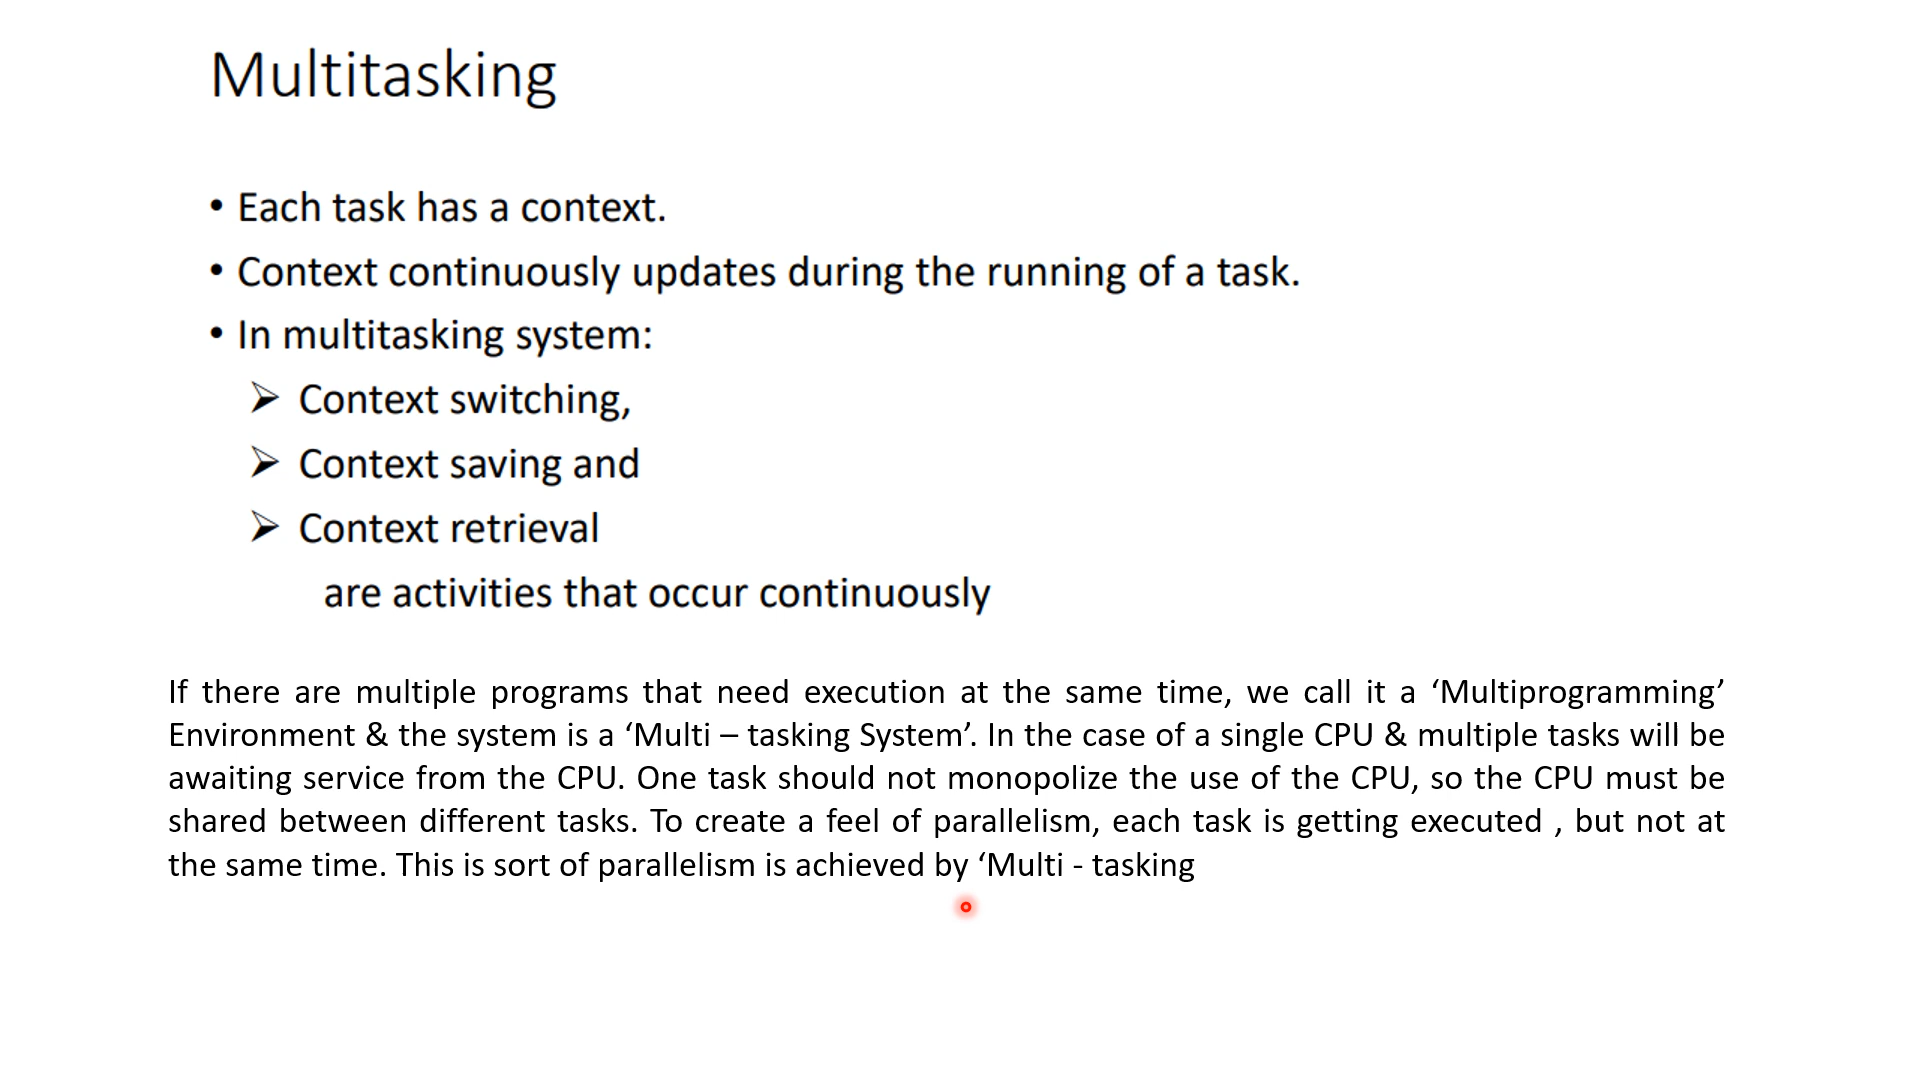 Multitasking
• Each task has a context.
• Context continuously updates during the running of a task.
• In multitasking system:
➢ Context switching,
➢ Context saving and
➢ Context retrieval
are activities that occur continuously
If there are multiple programs that need execution at the same time, we call it a ‘Multiprogramming’
Environment & the system is a ‘Multi – tasking System’. In the case of a single CPU & multiple tasks will be
awaiting service from the CPU. One task should not monopolize the use of the CPU, so the CPU must be
shared between different tasks. To create a feel of parallelism, each task is getting executed , but not at
the same time. This is sort of parallelism is achieved by ‘Multi - tasking